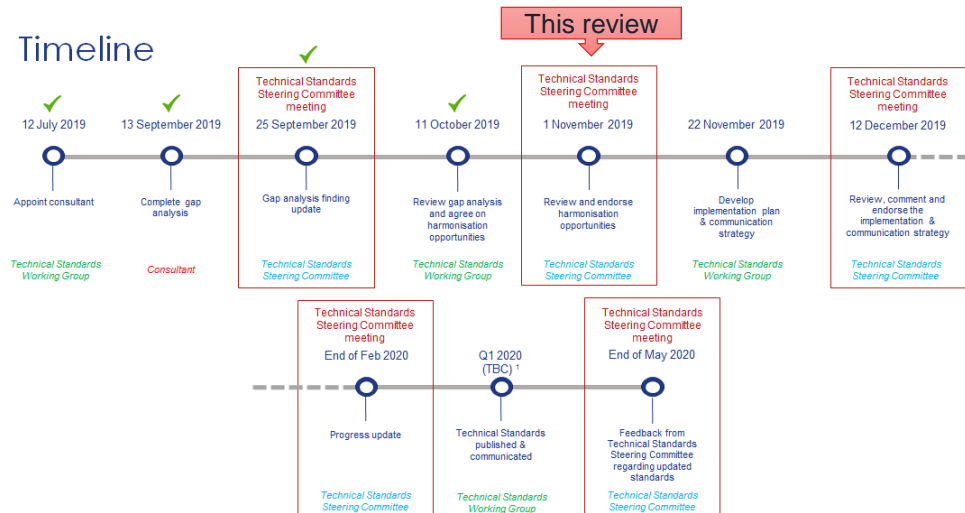 This review
Timeline
Technical Standards
Steering Committee
meeting
Technical Standards
Steering Committee
meeting
Technical Standards
Steering Committee
meeting
12 July 2019
13 September 2019
25 September 2019
11 October 2019
1 November 2019
22 November 2019
12 December 2019
Appoint consultant
Complete gap
analysis
Gap analysis finding
update
Review gap analysis
and agree on
harmonisation
opportunities
Review and endorse
harmonisation
opportunities
Develop
implementation plan
& communication
strategy
Review, comment and
endorse the
implementation &
communication strategy
Technical Standards
Working Group
Consultant
Technical Standards
Steering Committee
Technical Standards
Working Group
Technical Standards
Steering Committee
Technical Standards
Working Group
Technical Standards
Steering Committee
Technical Standards
Steering Committee
meeting
Technical Standards
Steering Committee
meeting
End of Feb 2020
Q1 2020
(TBC) 1
End of May 2020
Progress update
Technical Standards
published &
communicated
Feedback from
Technical Standards
Steering Committee
regarding updated
standards
Technical Standards
Steering Committee
Technical Standards
Working Group
Technical Standards
Steering Committee